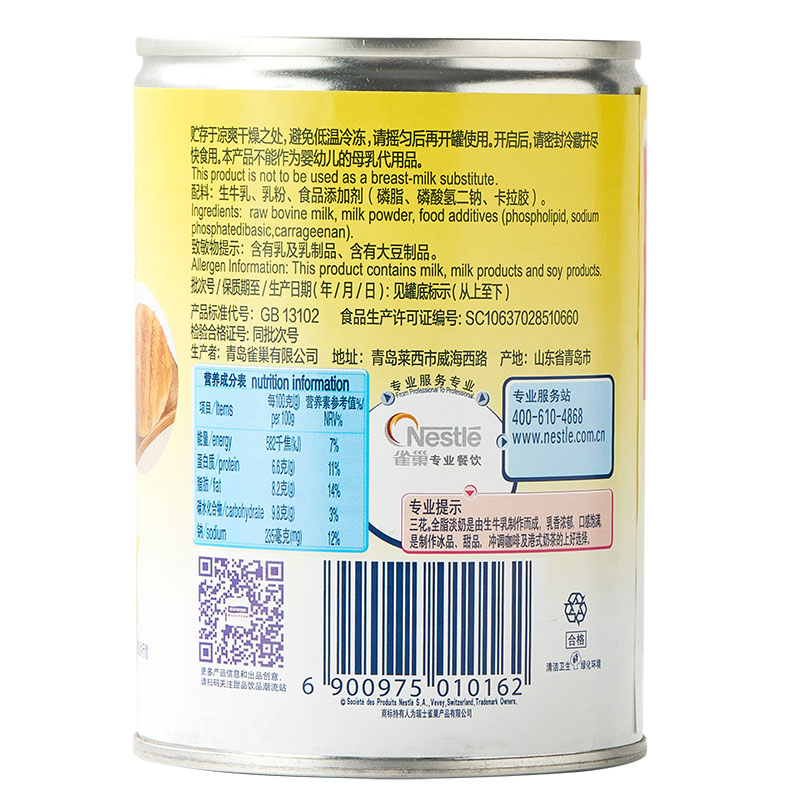 贮存于凉爽干燥之处,避免低温冷冻,请摇匀后再开罐使用。开启后,请密封冷藏并尽
快食用。本产品不能作为婴幼儿的母乳代用品。
This product is not to be used as a breast-milk substitute.
配料：生牛乳、乳粉、食品添加剂（磷脂、磷酸氢二钠、卡拉胶）。
Ingredients: raw bovine milk, milk powder, food additives (phospholipid, sodium
phosphatedibasic,carrageenan).
致敏物提示：含有乳及乳制品、含有大豆制品。
Allergen Information: This product contains milk, milk products and soy products.
批次号/保质期至/生产日期(年/月/日)：见罐底标示(从上至下)
产品标准代号：GB 13102 食品生产许可证编号: SC10637028510660
检验合格证号: 同批次号
生产者：青岛雀巢有限公司 地址：青岛莱西市威海西路 产地：山东省青岛市
营养成分表 nutrition information
项目/Items 每100克(g) per 100g 营养素参考值%/ NRV%
能量/energy 582千焦(kJ) 7%
蛋白质/protein 6.6克(g) 11%
脂肪/fat 8.2克(g) 14%
碳水化合物/carbohydrate 9.8克(g) 3%
钠/sodium 235毫克(mg) 12%
专业服务专业
From Professional To Professional
Nestlé
雀巢专业餐饮
专业服务站
400-610-4868
www.nestle.com.cn
专业提示
三花,全脂淡奶是由生牛乳制作而成，乳香浓郁，口感饱满，
是制作冰品、甜品，冲调咖啡及港式奶茶的上好选择。
更多产品信息和出品创意，
请扫码关注甜品饮品潮流站
6 900975 010162
© Société des Produits Nestlé S.A., Vevey, Switzerland, Trademark Owners.
商标持有人为瑞士雀巢产品有限公司
合格
清洁卫生 绿化环境